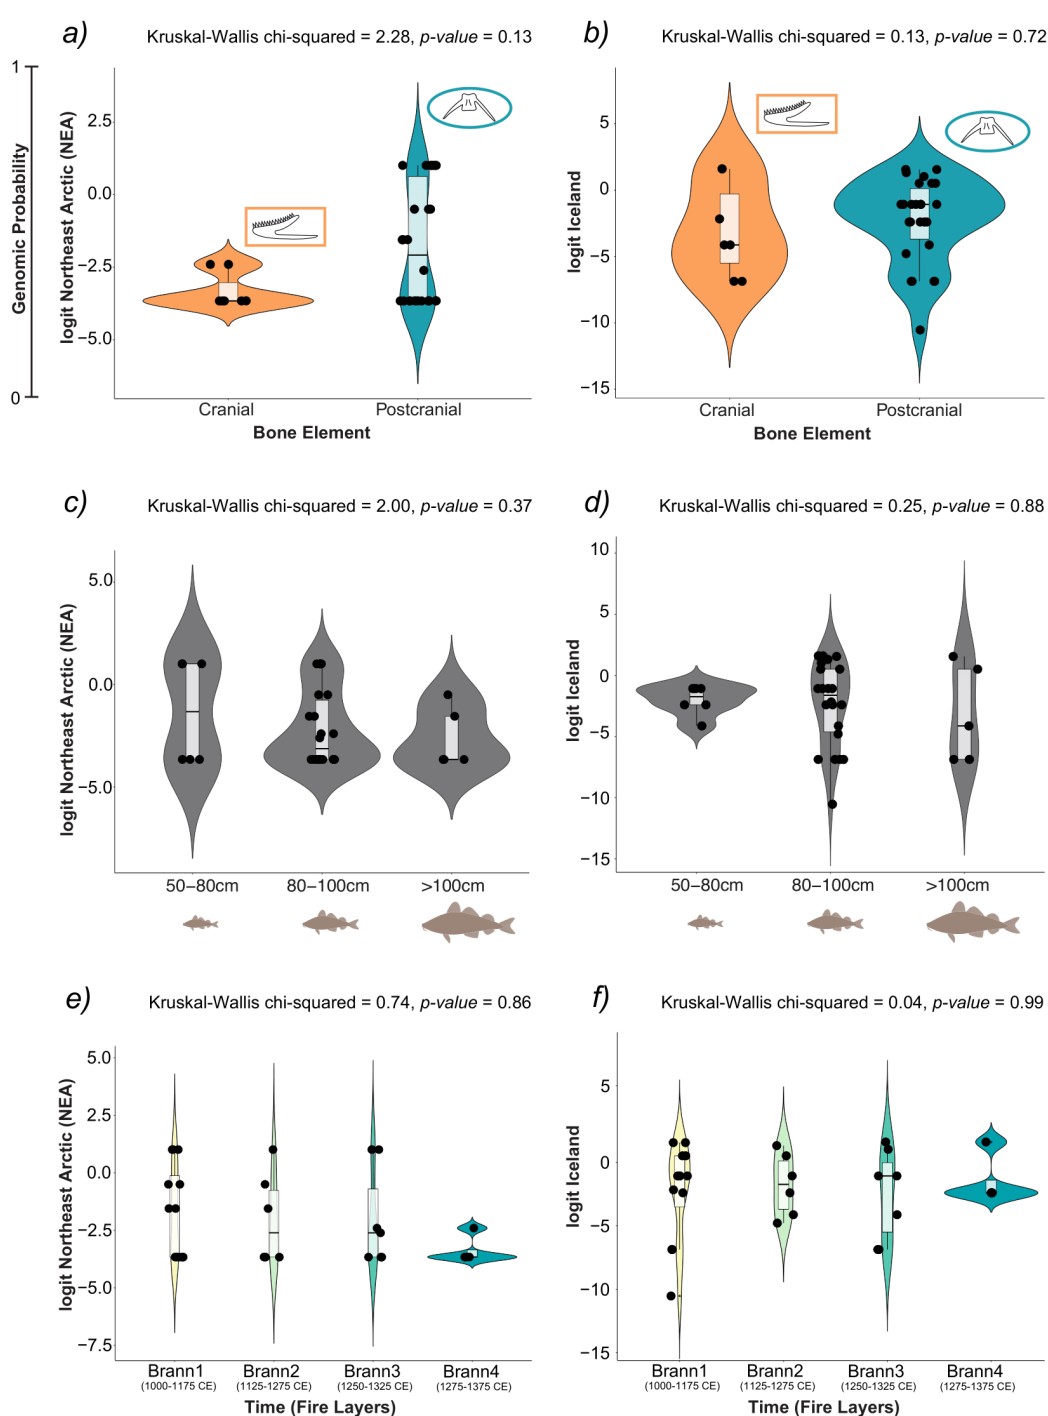 a) Kruskal-Wallis chi-squared = 2.28, p-value = 0.13
1
Genomic Probability
0
logit Northeast Arctic (NEA)
2.5
0.0
−2.5
−5.0
Cranial Postcranial
Bone Element
b) Kruskal-Wallis chi-squared = 0.13, p-value = 0.72
logit Iceland
5
0
−5
−10
−15
Cranial Postcranial
Bone Element
c) Kruskal-Wallis chi-squared = 2.00, p-value = 0.37
logit Northeast Arctic (NEA)
5.0
0.0
−5.0
50−80cm 80−100cm >100cm
d) Kruskal-Wallis chi-squared = 0.25, p-value = 0.88
logit Iceland
10
5
0
−5
−10
−15
50−80cm 80−100cm >100cm
e) Kruskal-Wallis chi-squared = 0.74, p-value = 0.86
logit Northeast Arctic (NEA)
5.0
2.5
0.0
−2.5
−5.0
−7.5
Brann1 Brann2 Brann3 Brann4
(1000-1175 CE) (1125-1275 CE) (1250-1325 CE) (1275-1375 CE)
Time (Fire Layers)
f) Kruskal-Wallis chi-squared = 0.04, p-value = 0.99
logit Iceland
5
0
−5
−10
−15
Brann1 Brann2 Brann3 Brann4
(1000-1175 CE) (1125-1275 CE) (1250-1325 CE) (1275-1375 CE)
Time (Fire Layers)